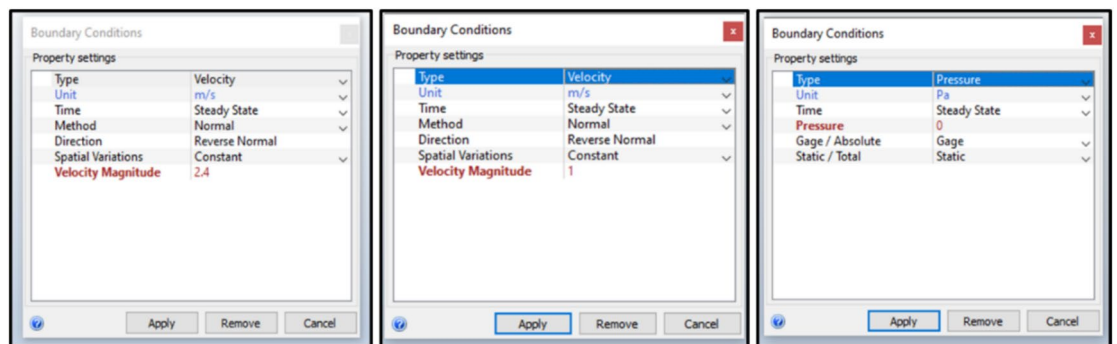 Boundary Conditions
Property settings
Type Velocity
Unit m/s
Time Steady State
Method Normal
Direction Reverse Normal
Spatial Variations Constant
Velocity Magnitude 2.4
? Apply Remove Cancel
Boundary Conditions x
Property settings
Type Velocity
Unit m/s
Time Steady State
Method Normal
Direction Reverse Normal
Spatial Variations Constant
Velocity Magnitude 1
? Apply Remove Cancel
Boundary Conditions x
Property settings
Type Pressure
Unit Pa
Time Steady State
Pressure 0
Gage / Absolute Gage
Static / Total Static
? Apply Remove Cancel